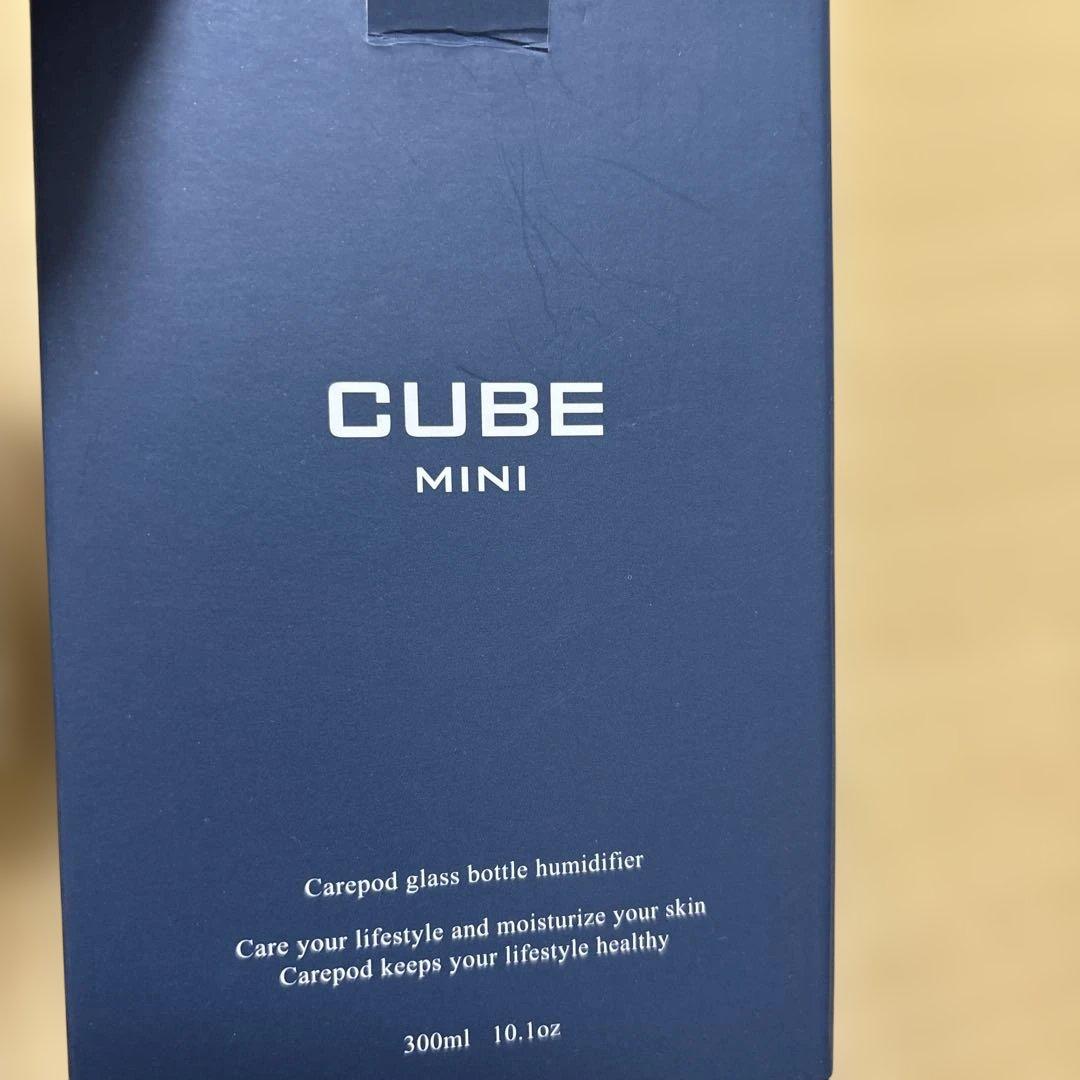 CUBE
MINI
Carepod glass bottle humidifier
Care your lifestyle and moisturize your skin
Carepod keeps your lifestyle healthy
300ml 10.1oz